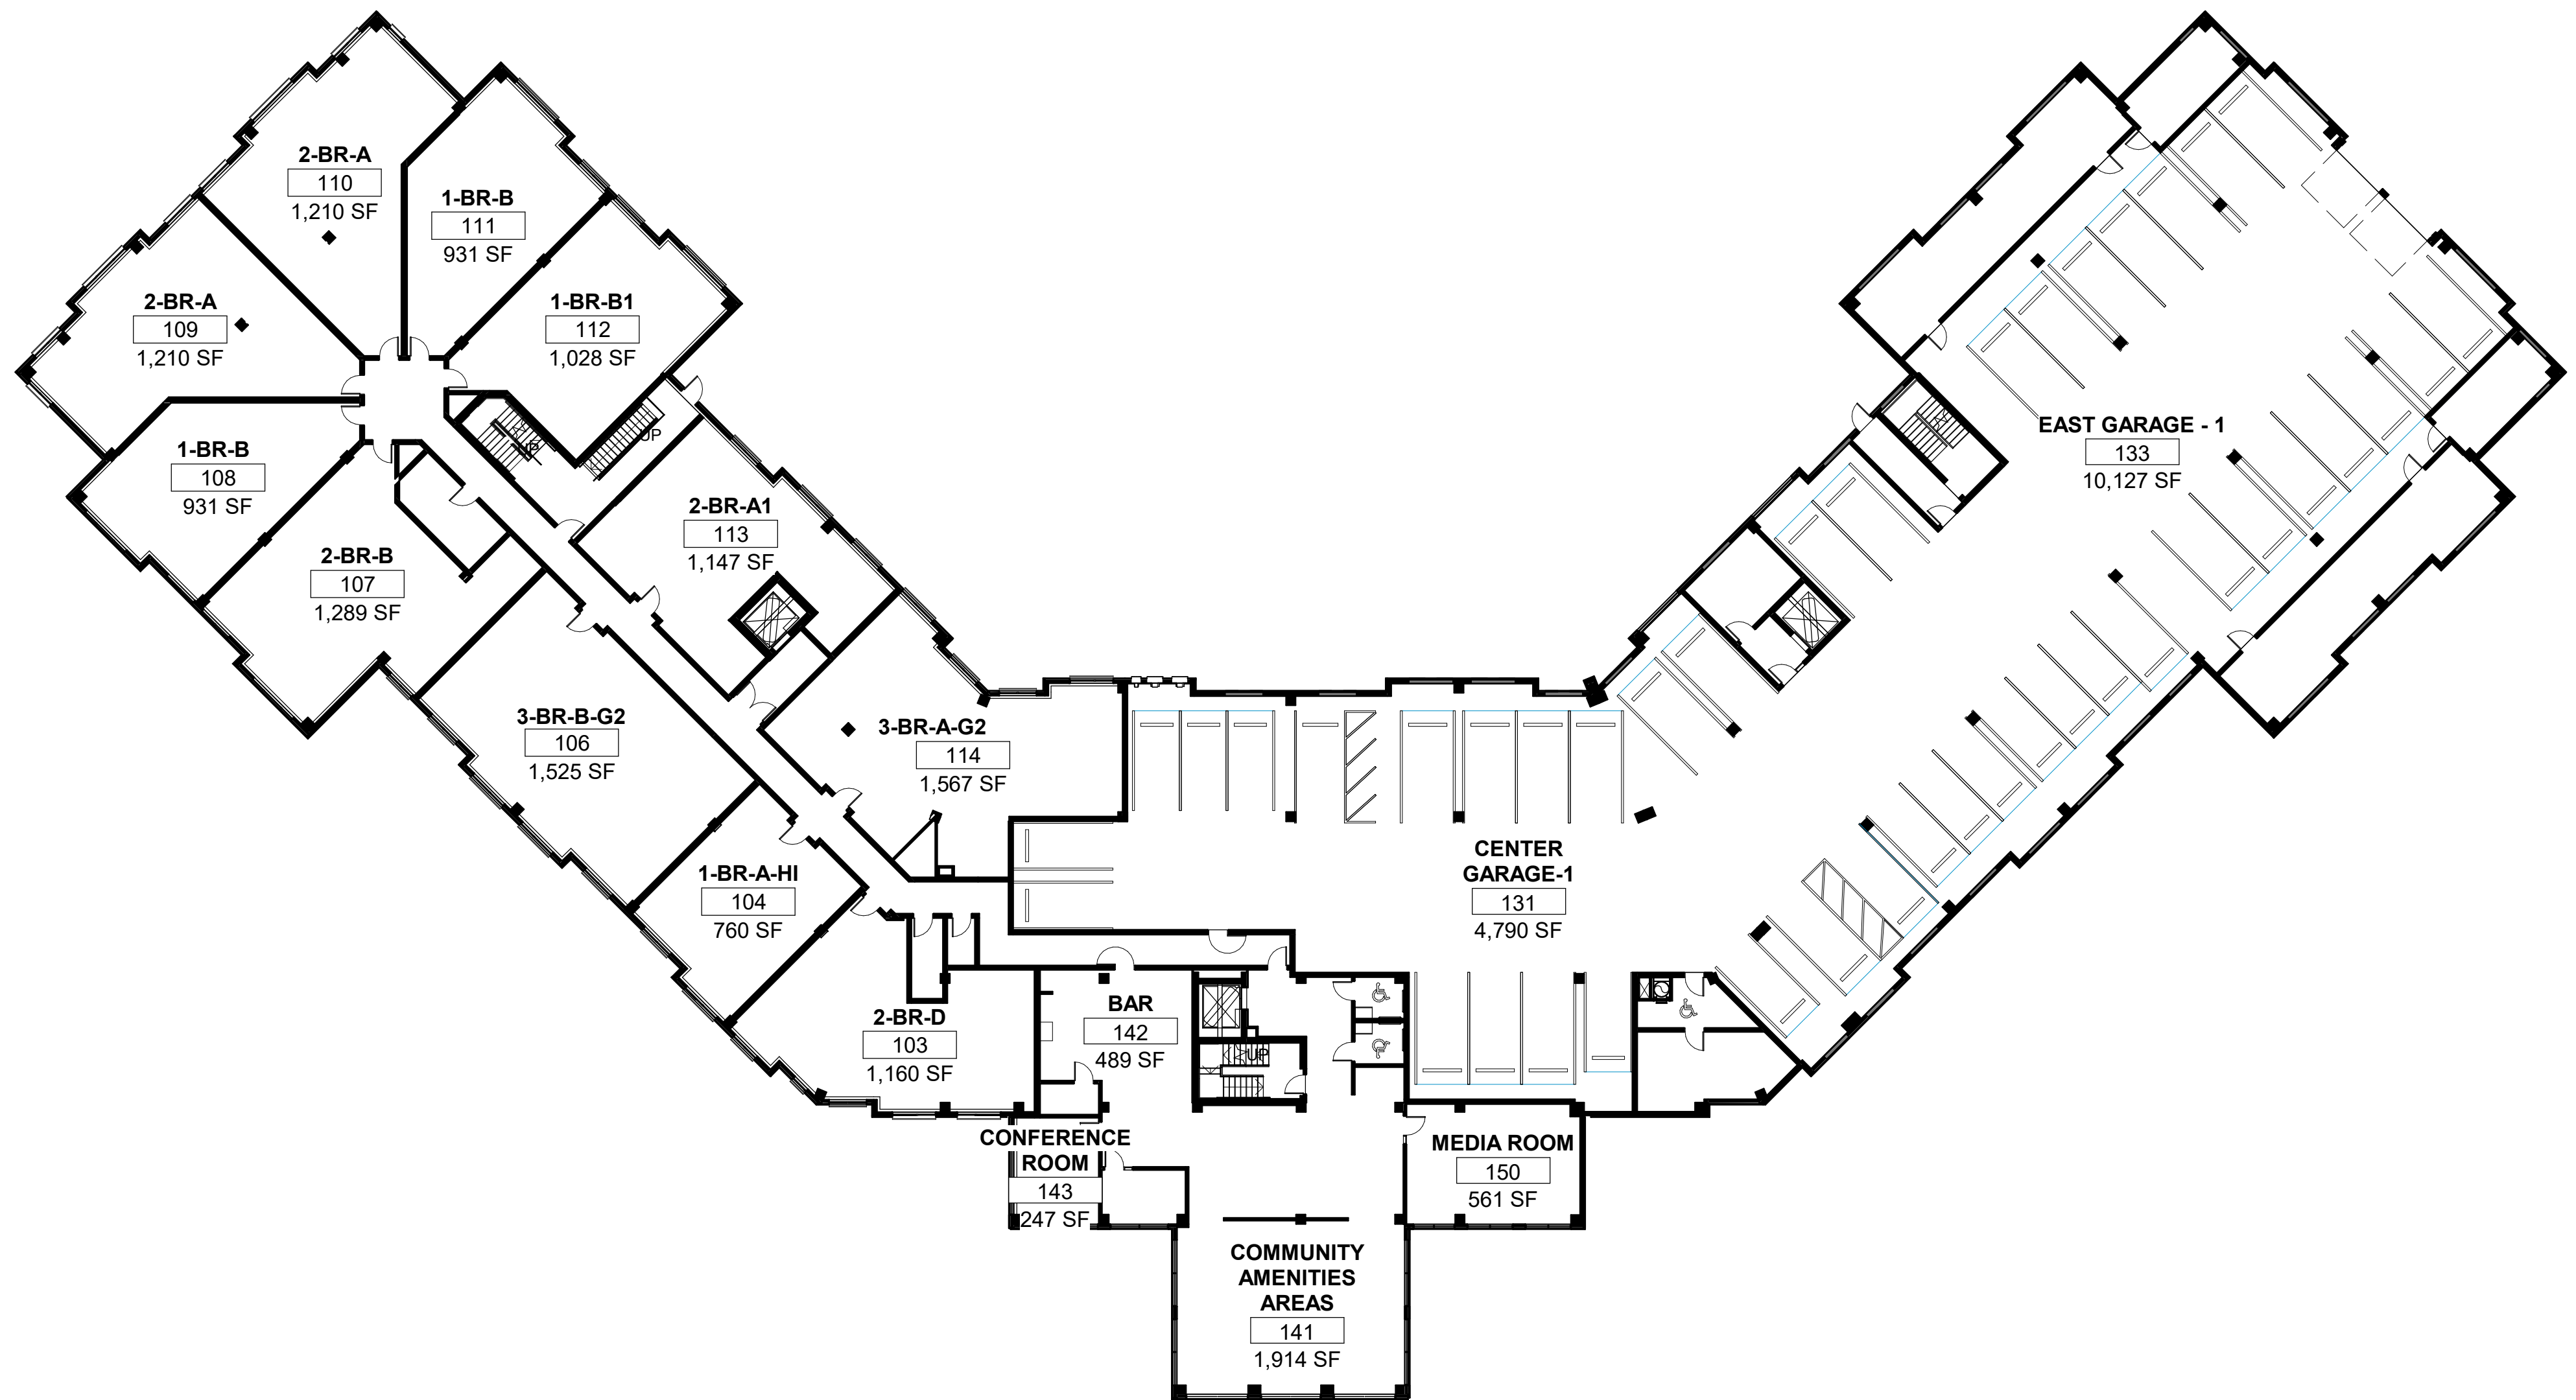 2-BR-A
110
1,210 SF
1-BR-B
111
931 SF
2-BR-A
109
1,210 SF
1-BR-B1
112
1,028 SF
1-BR-B
108
931 SF
UP
UP
2-BR-B
107
1,289 SF
2-BR-A1
113
1,147 SF
EAST GARAGE - 1
133
10,127 SF
3-BR-B-G2
106
1,525 SF
3-BR-A-G2
114
1,567 SF
1-BR-A-HI
104
760 SF
CENTER
GARAGE-1
131
4,790 SF
2-BR-D
103
1,160 SF
BAR
142
489 SF
UP
CONFERENCE
ROOM
143
247 SF
MEDIA ROOM
150
561 SF
COMMUNITY
AMENITIES
AREAS
141
1,914 SF